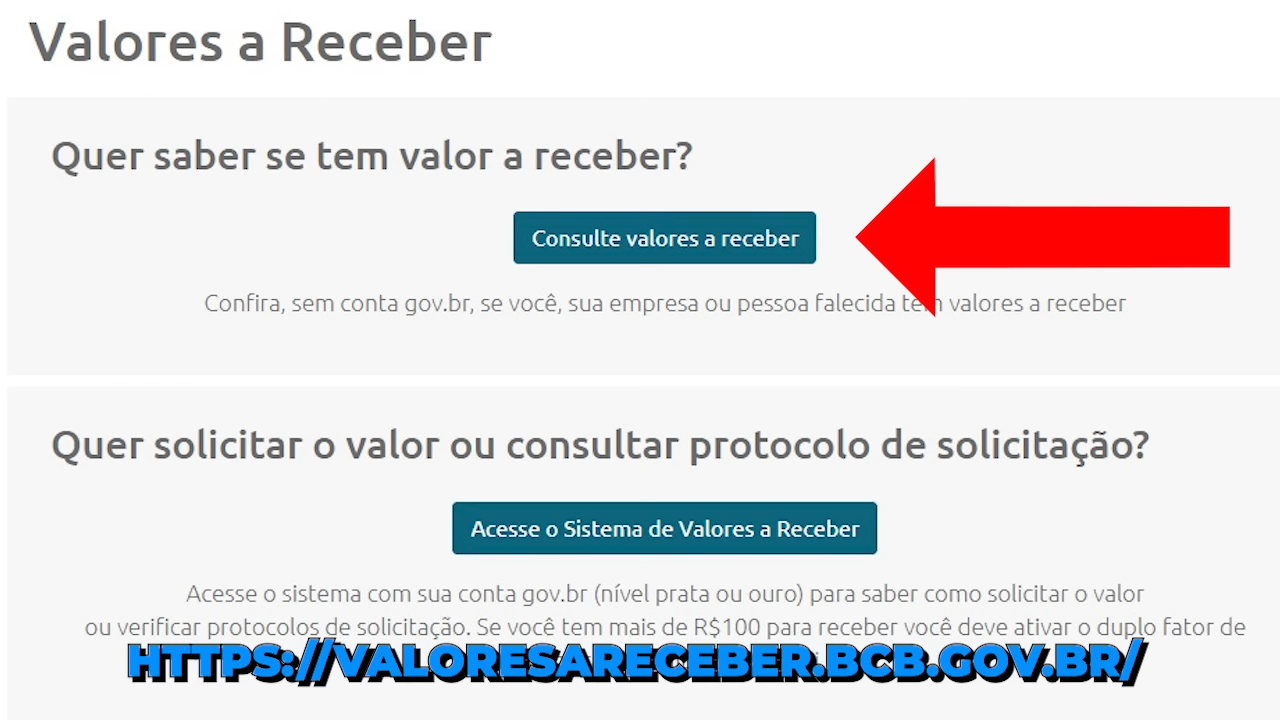 Valores a Receber
Quer saber se tem valor a receber?
Consulte valores a receber
Confira, sem conta gov.br, se você, sua empresa ou pessoa falecida tem valores a receber
Quer solicitar o valor ou consultar protocolo de solicitação?
Acesse o Sistema de Valores a Receber
Acesse o sistema com sua conta gov.br (nível prata ou ouro) para saber como solicitar o valor
ou verificar protocolos de solicitação. Se você tem mais de R$100 para receber você deve ativar o duplo fator de
HTTPS://VALORESARECEBER.BCB.GOV.BR/